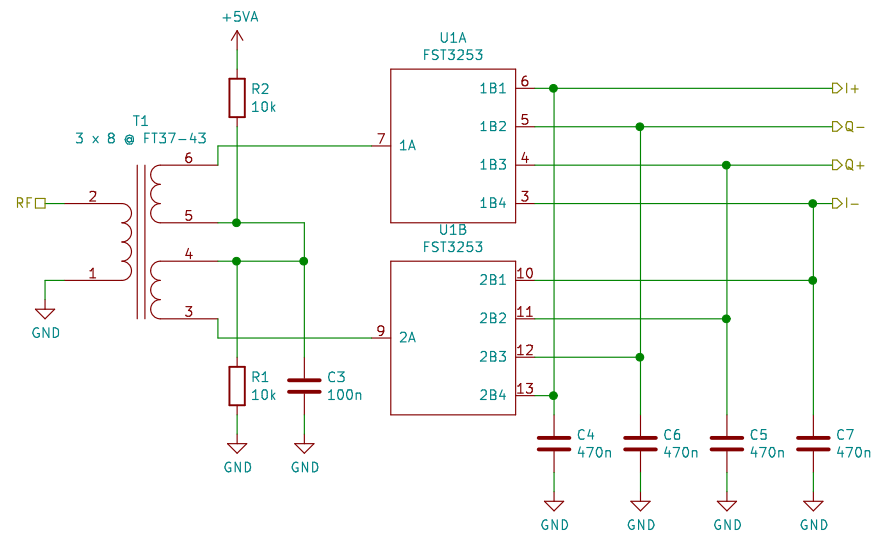 +5VA
R2
10k
T1
3 x 8 @ FT37-43
RF
2
1
6
5
4
3
GND
U1A
FST3253
7
1A
1B1
6
1B2
5
1B3
4
1B4
3
I+
Q-
Q+
I-
U1B
FST3253
9
2A
2B1
10
2B2
11
2B3
12
2B4
13
R1
10k
C3
100n
GND
GND
C4
470n
C6
470n
C5
470n
C7
470n
GND
GND
GND
GND